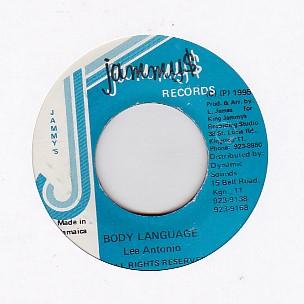 jammy$
RECORDS
JAMMY'S
(P) 1995
Prod. & Arr. by
L. James for
King Jammys
Recording Studio
38 St. Lucia Rd.,
Kingston 11.
Phone: 923-8850
Distributed by:
Dynamic
Sounds
15 Bell Road
Kgn. 11
923-9138
923-9168
Made in
Jamaica
BODY LANGUAGE
Lee Antonio
ALL RIGHTS RESERVED